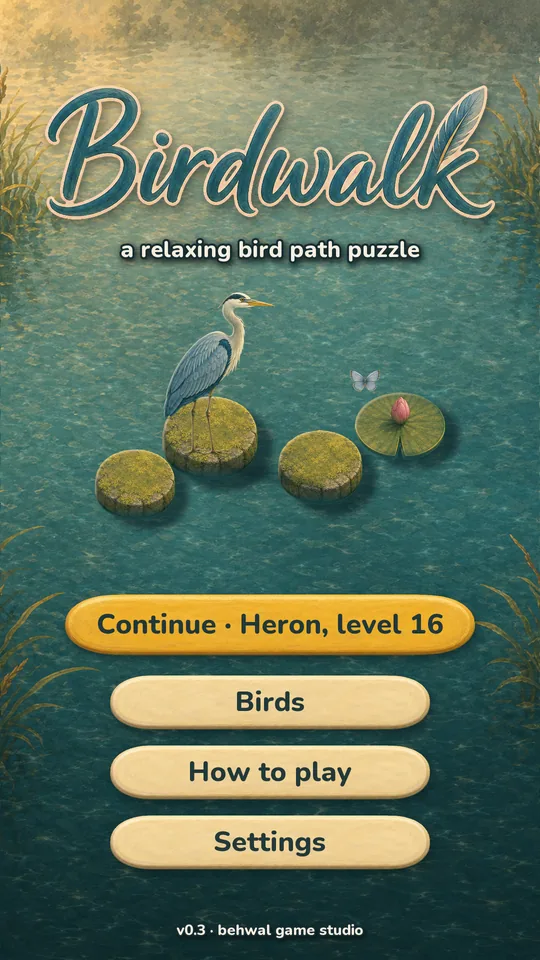 Birdwalk
a relaxing bird path puzzle
Continue · Heron, level 16
Birds
How to play
Settings
v0.3 · behwal game studio